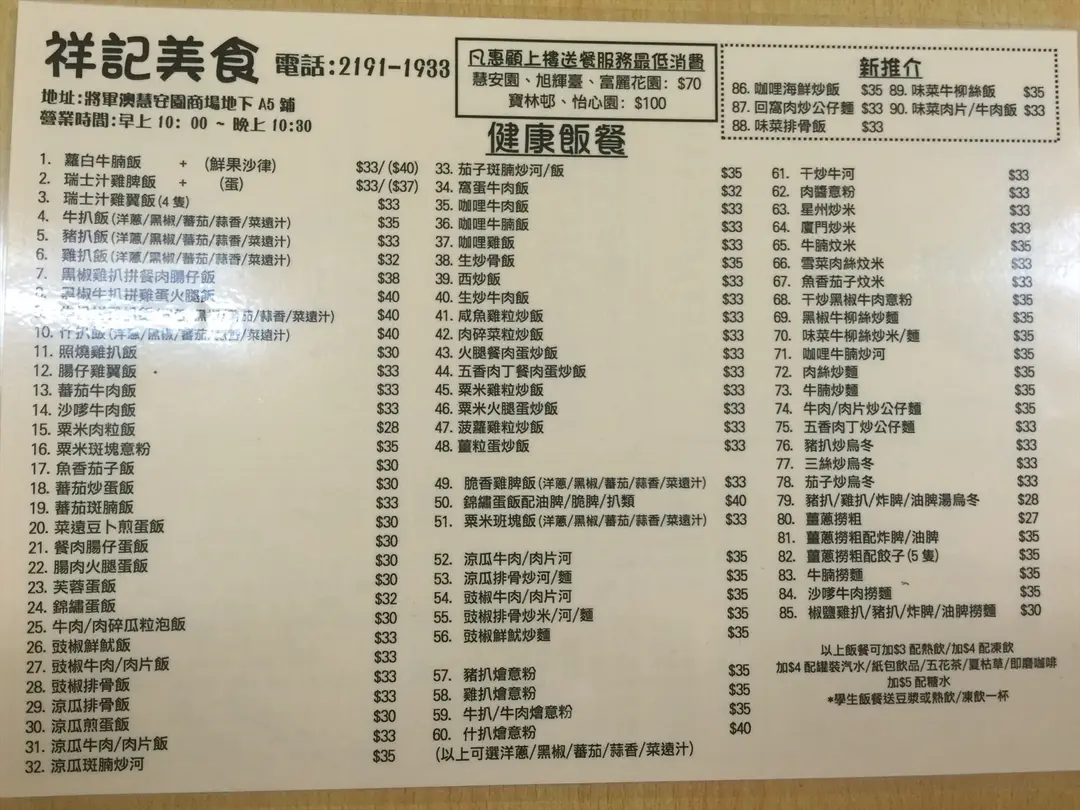 祥記美食 電話:2191-1933
地址:將軍澳慧安園商場地下 A5 舖
營業時間:早上 10:00 ~ 晚上 10:30
凡惠顧上樓送餐服務最低消費
慧安園、旭輝臺、富麗花園: $70
寶林邨、怡心園: $100
新推介
86. 咖哩海鮮炒飯 $35 89. 味菜牛柳絲飯 $35
87. 回窩肉炒公仔麵 $33 90. 味菜肉片/牛肉飯 $33
88. 味菜排骨飯 $33
健康飯餐
1. 蘿白牛腩飯 + (鮮果沙律) $33/($40)
2. 瑞士汁雞脾飯 + (蛋) $33/($37)
3. 瑞士汁雞翼飯(4 隻) $33
4. 牛扒飯(洋蔥/黑椒/蕃茄/蒜香/菜遠汁) $35
5. 豬扒飯(洋蔥/黑椒/蕃茄/蒜香/菜遠汁) $33
6. 雞扒飯(洋蔥/黑椒/蕃茄/蒜香/菜遠汁) $32
7. 黑椒雞扒拼餐肉腸仔飯 $38
8. 黑椒牛扒拼雞蛋火腿飯 $40
黑椒/蕃茄/蒜香/菜遠汁) $40
10. 什扒飯(洋蔥/黑椒/蕃茄/蒜香/菜遠汁) $40
11. 照燒雞扒飯 $30
12. 腸仔雞翼飯 $33
13. 蕃茄牛肉飯 $33
14. 沙嗲牛肉飯 $33
15. 粟米肉粒飯 $28
16. 粟米斑塊意粉 $35
17. 魚香茄子飯 $30
18. 蕃茄炒蛋飯 $30
19. 蕃茄斑腩飯 $33
20. 菜遠豆卜煎蛋飯 $30
21. 餐肉腸仔蛋飯 $30
22. 腸肉火腿蛋飯 $30
23. 芙蓉蛋飯 $30
24. 錦繡蛋飯 $32
25. 牛肉/肉碎瓜粒泡飯 $30
26. 豉椒鮮魷飯 $33
27. 豉椒牛肉/肉片飯 $33
28. 豉椒排骨飯 $33
29. 涼瓜排骨飯 $33
30. 涼瓜煎蛋飯 $30
31. 涼瓜牛肉/肉片飯 $33
32. 涼瓜斑腩炒河 $35
33. 茄子斑腩炒河/飯 $35
34. 窩蛋牛肉飯 $32
35. 咖哩牛肉飯 $33
36. 咖哩牛腩飯 $33
37. 咖哩雞飯 $33
38. 生炒骨飯 $35
39. 西炒飯 $33
40. 生炒牛肉飯 $33
41. 咸魚雞粒炒飯 $33
42. 肉碎菜粒炒飯 $33
43. 火腿餐肉蛋炒飯 $33
44. 五香肉丁餐肉蛋炒飯 $33
45. 粟米雞粒炒飯 $33
46. 粟米火腿蛋炒飯 $33
47. 菠蘿雞粒炒飯 $33
48. 薑粒蛋炒飯 $33
49. 脆香雞脾飯(洋蔥/黑椒/蕃茄/蒜香/菜遠汁) $33
50. 錦繡蛋飯配油脾/脆脾/扒類 $40
51. 粟米班塊飯(洋蔥/黑椒/蕃茄/蒜香/菜遠汁) $33
52. 涼瓜牛肉/肉片河 $35
53. 涼瓜排骨炒河/麵 $35
54. 豉椒牛肉/肉片河 $35
55. 豉椒排骨炒米/河/麵 $35
56. 豉椒鮮魷炒麵 $35
57. 豬扒燴意粉 $35
58. 雞扒燴意粉 $35
59. 牛扒/牛肉燴意粉 $35
60. 什扒燴意粉 $40
(以上可選洋蔥/黑椒/蕃茄/蒜香/菜遠汁)
61. 干炒牛河 $33
62. 肉醬意粉 $33
63. 星州炒米 $33
64. 廈門炒米 $33
65. 牛腩炆米 $35
66. 雪菜肉絲炆米 $33
67. 魚香茄子炆米 $33
68. 干炒黑椒牛肉意粉 $35
69. 黑椒牛柳絲炒麵 $35
70. 味菜牛柳絲炒米/麵 $35
71. 咖哩牛腩炒河 $35
72. 肉絲炒麵 $33
73. 牛腩炒麵 $35
74. 牛肉/肉片炒公仔麵 $35
75. 五香肉丁炒公仔麵 $35
76. 豬扒炒烏冬 $33
77. 三絲炒烏冬 $33
78. 茄子炒烏冬 $33
79. 豬扒/雞扒/炸脾/油脾湯烏冬 $28
80. 薑蔥撈粗 $27
81. 薑蔥撈粗配炸脾/油脾 $35
82. 薑蔥撈粗配餃子(5 隻) $35
83. 牛腩撈麵 $35
84. 沙嗲牛肉撈麵 $35
85. 椒鹽雞扒/豬扒/炸脾/油脾撈麵 $30
以上飯餐可加$3 配熱飲/加$4 配凍飲
加$4 配罐裝汽水/紙包飲品/五花茶/夏枯草/即磨咖啡
加$5 配糖水
*學生飯餐送豆漿或熱飲/凍飲一杯